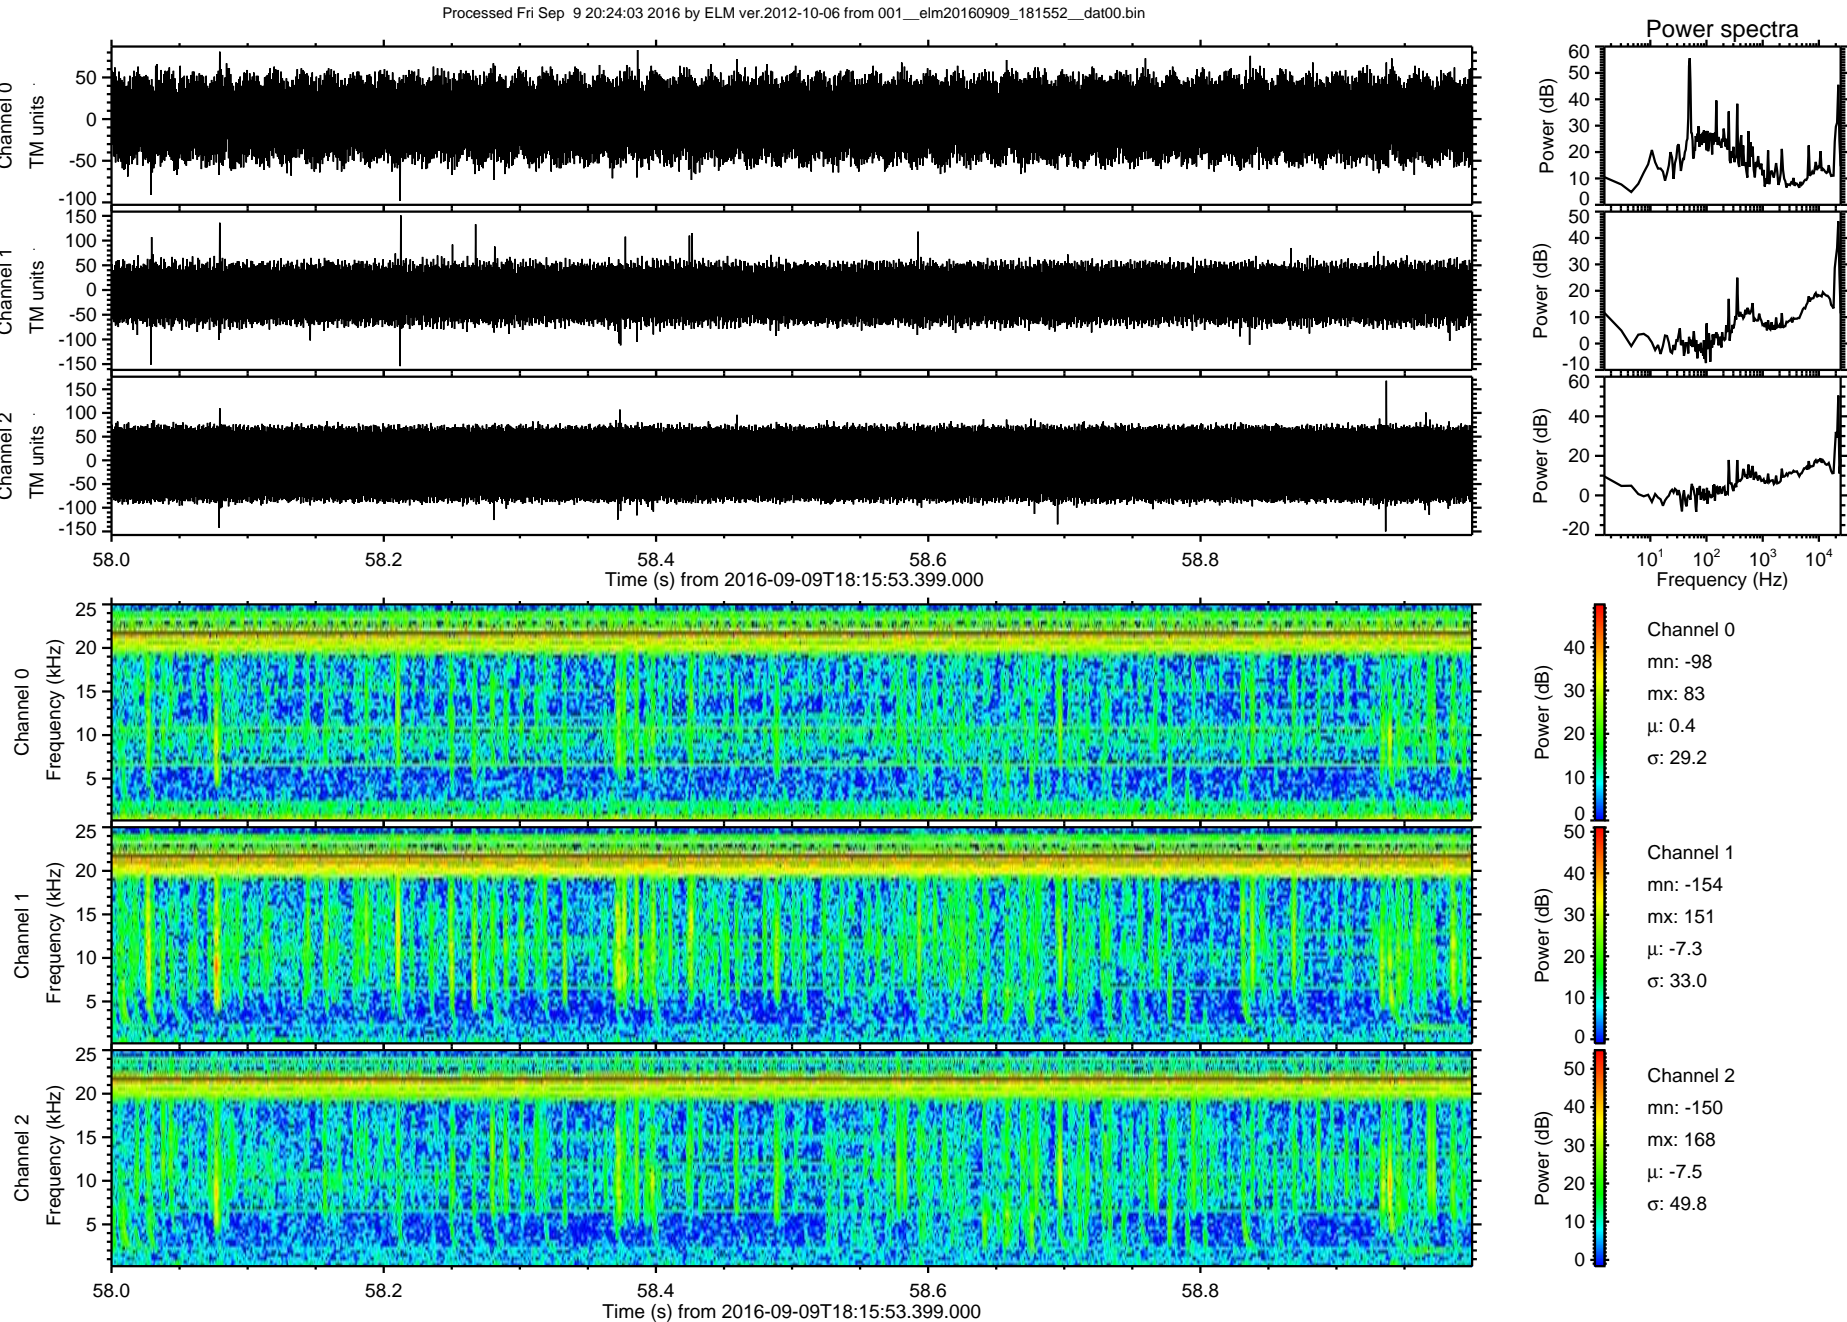 Processed Fri Sep  9 20:24:03 2016 by ELM ver.2012-10-06 from 001__elm20160909_181552__dat00.bin
Power spectra
Channel 0
TM units
50
0
-50
-100
Power (dB)
60
50
40
30
20
10
0
Channel 1
TM units
150
100
50
0
-50
-100
-150
Power (dB)
50
40
30
20
10
0
-10
Channel 2
TM units
150
100
50
0
-50
-100
-150
Power (dB)
60
40
20
0
-20
58.0 58.2 58.4 58.6 58.8
Time (s) from 2016-09-09T18:15:53.399.000
10¹ 10² 10³ 10⁴
Frequency (Hz)
Channel 0
Frequency (kHz)
25
20
15
10
5
Power (dB)
40
30
20
10
0
Channel 0
mn: -98
mx: 83
μ: 0.4
σ: 29.2
Channel 1
Frequency (kHz)
25
20
15
10
5
Power (dB)
50
40
30
20
10
0
Channel 1
mn: -154
mx: 151
μ: -7.3
σ: 33.0
Channel 2
Frequency (kHz)
25
20
15
10
5
Power (dB)
50
40
30
20
10
0
Channel 2
mn: -150
mx: 168
μ: -7.5
σ: 49.8
58.0 58.2 58.4 58.6 58.8
Time (s) from 2016-09-09T18:15:53.399.000